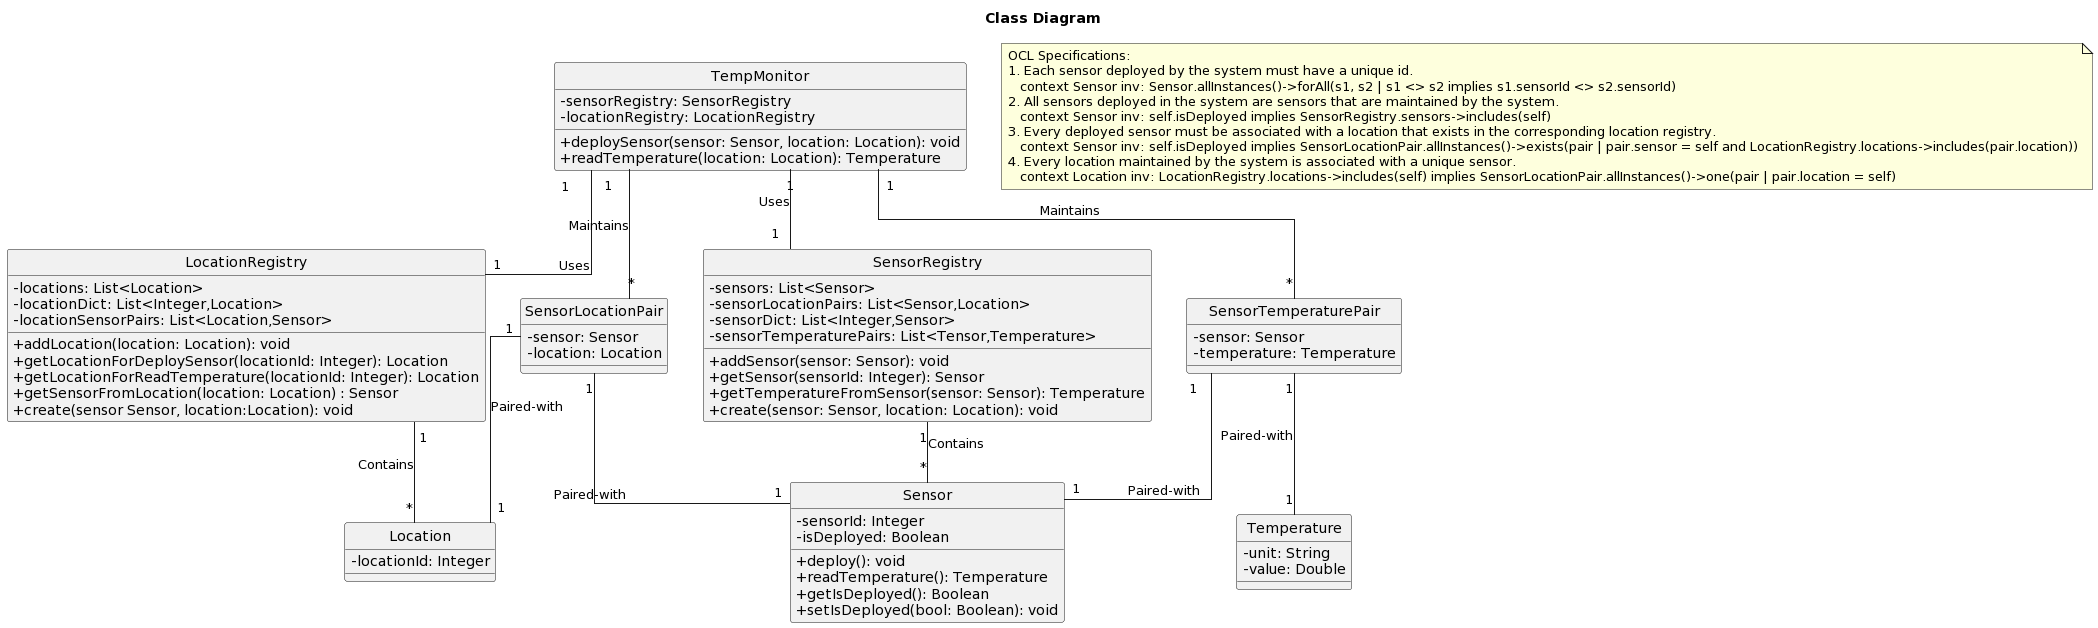 Class Diagram
OCL Specifications:
1. Each sensor deployed by the system must have a unique id.
context Sensor inv: Sensor.allInstances()->forAll(s1, s2 | s1 <> s2 implies s1.sensorId <> s2.sensorId)
2. All sensors deployed in the system are sensors that are maintained by the system.
context Sensor inv: self.isDeployed implies SensorRegistry.sensors->includes(self)
3. Every deployed sensor must be associated with a location that exists in the corresponding location registry.
context Sensor inv: self.isDeployed implies SensorLocationPair.allInstances()->exists(pair | pair.sensor = self and LocationRegistry.locations->includes(pair.location))
4. Every location maintained by the system is associated with a unique sensor.
context Location inv: LocationRegistry.locations->includes(self) implies SensorLocationPair.allInstances()->one(pair | pair.location = self)
TempMonitor
-sensorRegistry: SensorRegistry
-locationRegistry: LocationRegistry
+deploySensor(sensor: Sensor, location: Location): void
+readTemperature(location: Location): Temperature
1
1
1
1
Uses
Maintains
Maintains
1
Uses
1
*
*
LocationRegistry
-locations: List<Location>
-locationDict: List<Integer,Location>
-locationSensorPairs: List<Location,Sensor>
+addLocation(location: Location): void
+getLocationForDeploySensor(locationId: Integer): Location
+getLocationForReadTemperature(locationId: Integer): Location
+getSensorFromLocation(location: Location) : Sensor
+create(sensor Sensor, location:Location): void
SensorLocationPair
-sensor: Sensor
-location: Location
SensorRegistry
-sensors: List<Sensor>
-sensorLocationPairs: List<Sensor,Location>
-sensorDict: List<Integer,Sensor>
-sensorTemperaturePairs: List<Tensor,Temperature>
+addSensor(sensor: Sensor): void
+getSensor(sensorId: Integer): Sensor
+getTemperatureFromSensor(sensor: Sensor): Temperature
+create(sensor: Sensor, location: Location): void
SensorTemperaturePair
-sensor: Sensor
-temperature: Temperature
1
1
1
1
Paired-with
1
1
Contains
Paired-with
Contains
*
*
Paired-with
1
1
Paired-with
1
*
1
Location
-locationId: Integer
Sensor
-sensorId: Integer
-isDeployed: Boolean
+deploy(): void
+readTemperature(): Temperature
+getIsDeployed(): Boolean
+setIsDeployed(bool: Boolean): void
Temperature
-unit: String
-value: Double